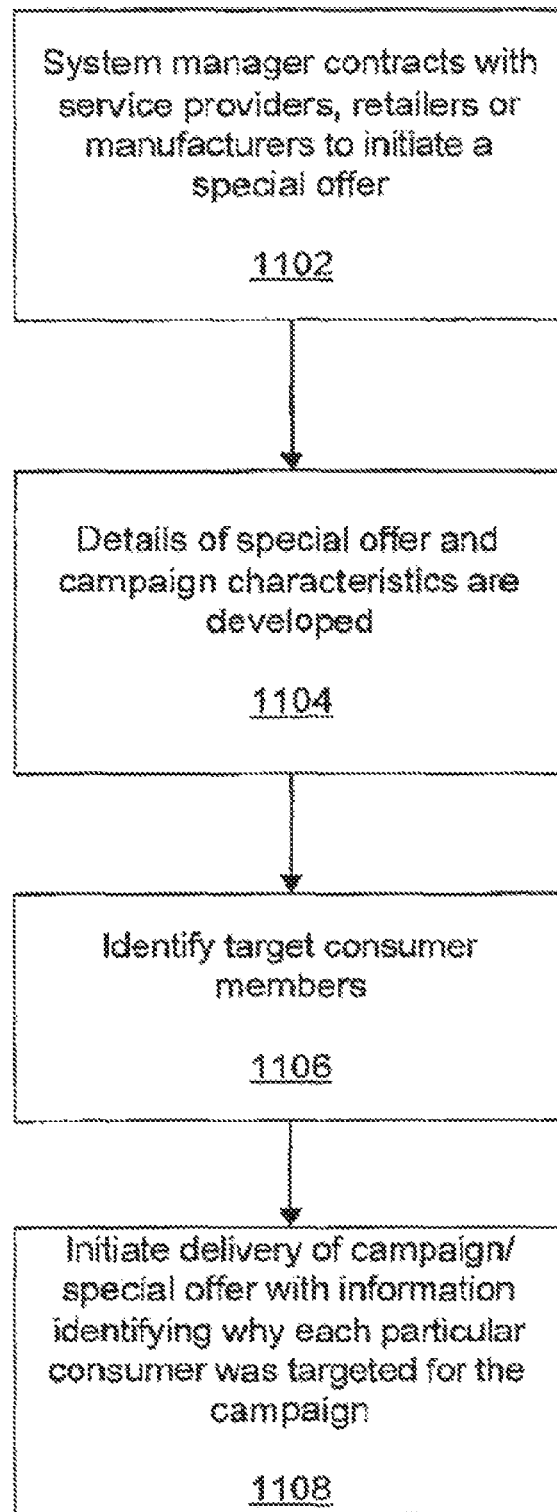 System manager contracts with
service providers, retailers or
manufacturers to initiate a
special offer
1102
Details of special offer and
campaign characteristics are
developed
1104
Identify target consumer
members
1106
Initiate delivery of campaign/
special offer with information
identifying why each particular
consumer was targeted for the
campaign
1108